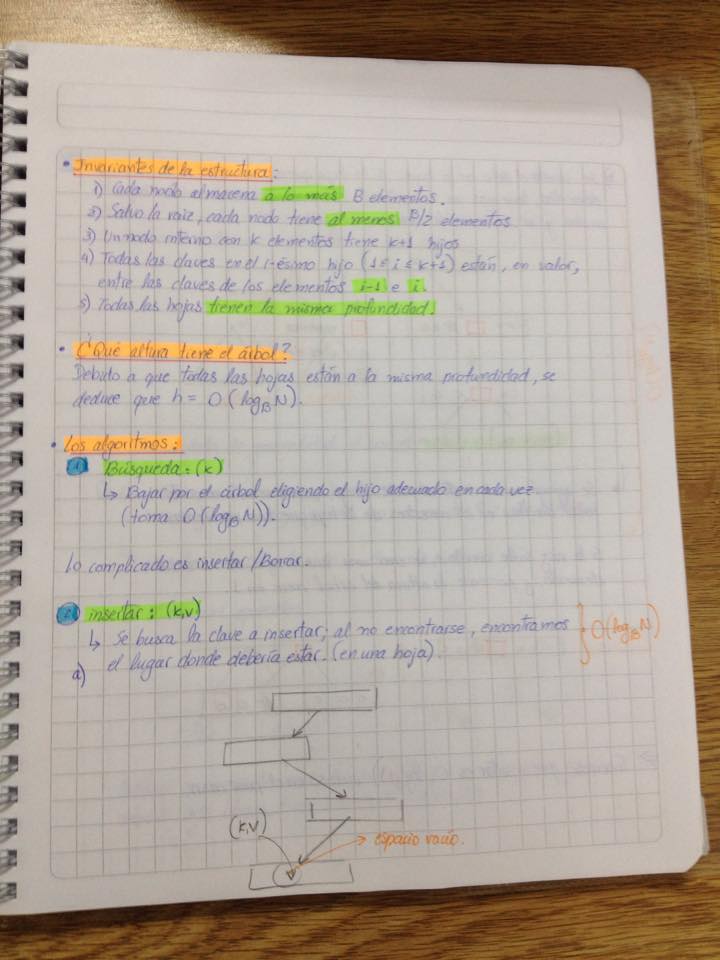 • Invariantes de la estructura:
1) Cada nodo almacena a lo más B elementos.
2) Salvo la raíz, cada nodo tiene al menos B/2 elementos
3) Un nodo interno con k elementos tiene k+1 hijos
4) Todas las claves en el i-ésimo hijo (1≤i≤k+1) están, en valor,
entre las claves de los elementos i-1 e i.
5) Todas las hojas tienen la misma profundidad.
• ¿Qué altura tiene el árbol?
Debido a que todas las hojas están a la misma profundidad, se
deduce que h = O(log_B N).
• Los algoritmos:
1. Búsqueda: (k)
↳ Bajar por el árbol eligiendo el hijo adecuado en cada vez
(toma O(log_B N)).
Lo complicado es insertar/Borrar.
2. insertar: (k,v)
↳ Se busca la clave a insertar; al no encontrarse, encontramos
el lugar donde debería estar. (en una hoja). } O(log_B N)
a)
(k,v)
→ espacio vacío.